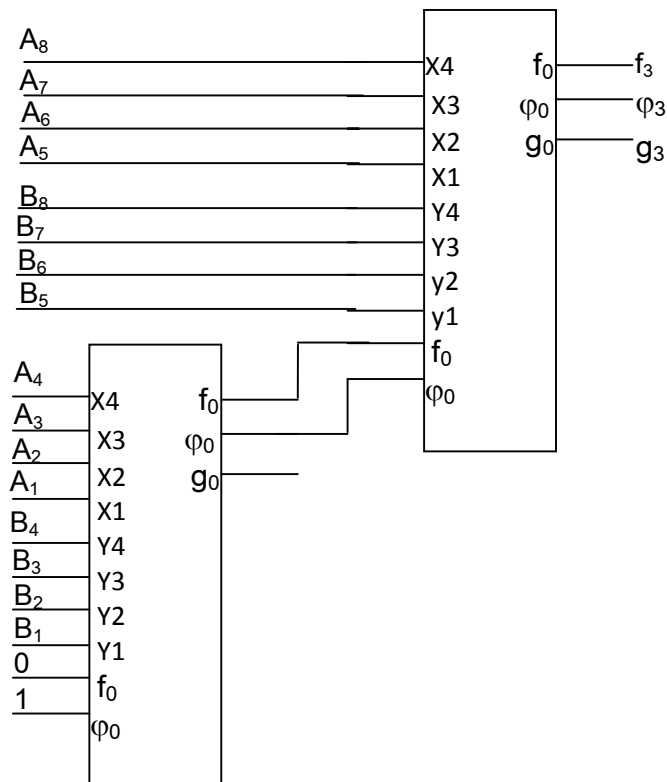 A₈
X4 f₀ f₃
A₇
X3 φ₀ φ₃
A₆
X2 g₀ g₃
A₅
X1
B₈
Y4
B₇
Y3
B₆
y2
B₅
y1
f₀
φ₀
A₄
X4 f₀
A₃
X3 φ₀
A₂
X2 g₀
A₁
X1
B₄
Y4
B₃
Y3
B₂
Y2
B₁
Y1
0
f₀
1
φ₀